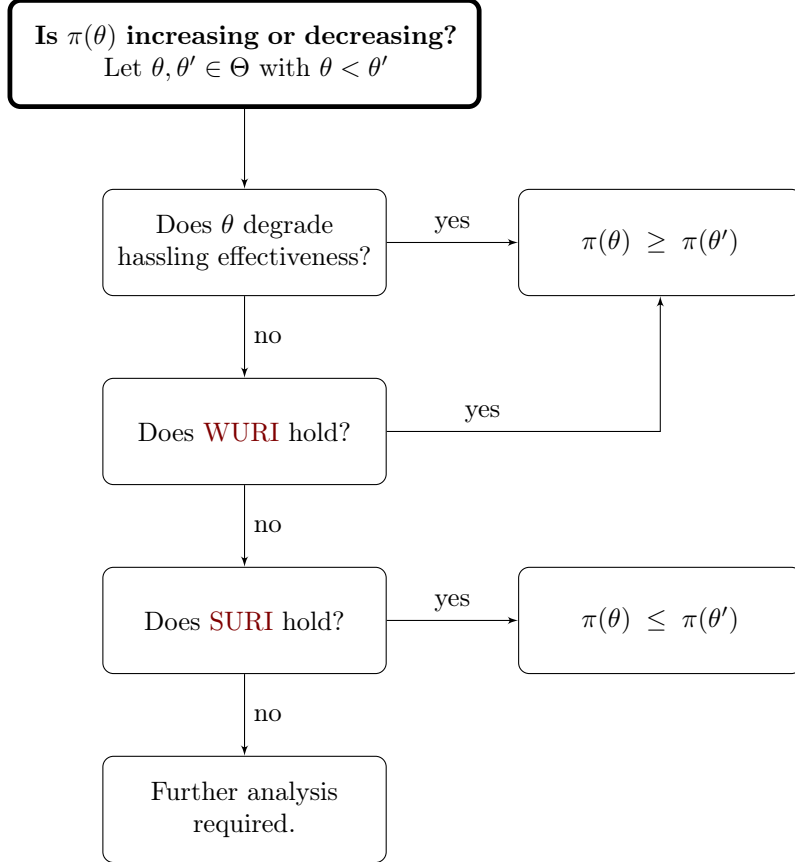 Is π(θ) increasing or decreasing?
Let θ, θ′ ∈ Θ with θ < θ′
Does θ degrade
hassling effectiveness?
yes
π(θ) ≥ π(θ′)
no
Does WURI hold?
yes
no
Does SURI hold?
yes
π(θ) ≤ π(θ′)
no
Further analysis
required.